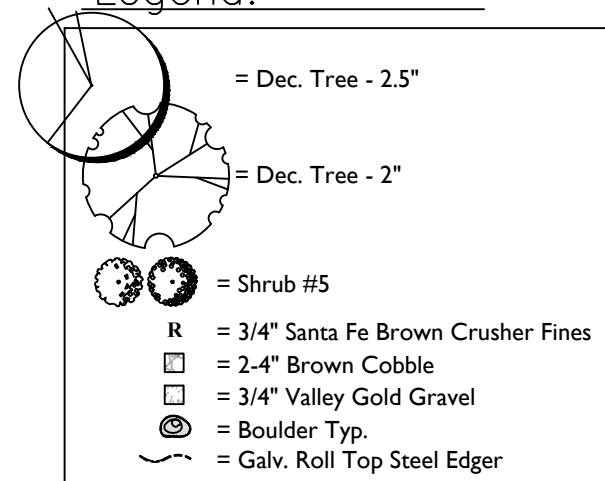 Legend:
= Dec. Tree - 2.5"
= Dec. Tree - 2"
= Shrub #5
R = 3/4" Santa Fe Brown Crusher Fines
= 2-4" Brown Cobble
= 3/4" Valley Gold Gravel
= Boulder Typ.
= Galv. Roll Top Steel Edger